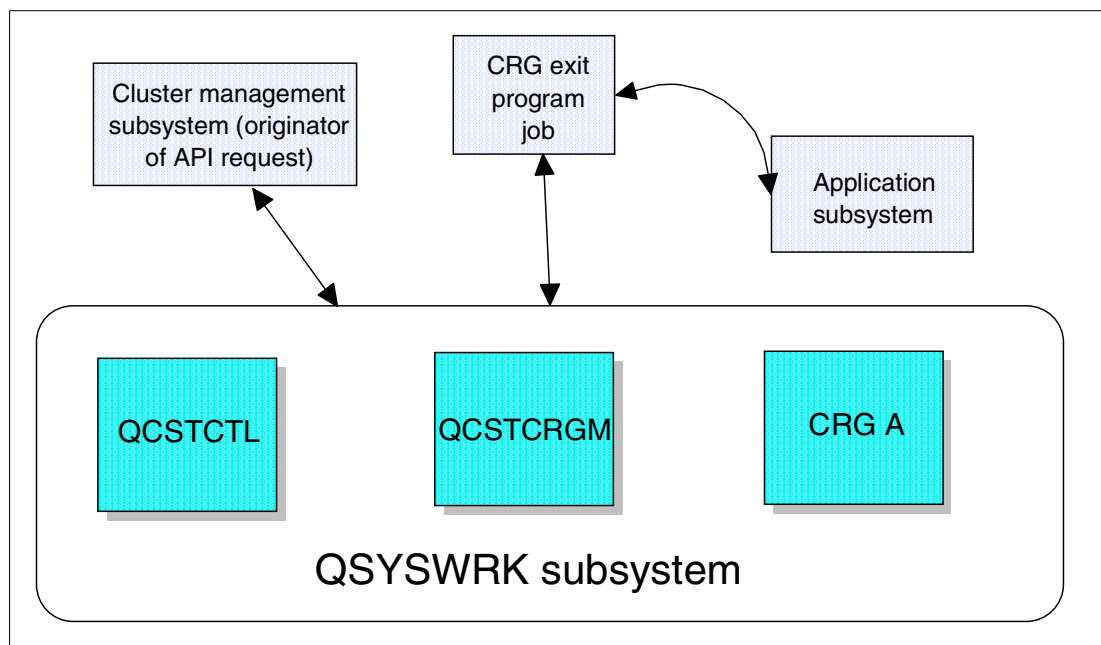 Cluster management
subsystem (originator
of API request)
CRG exit
program
job
Application
subsystem
QCSTCTL
QCSTCRGM
CRG A
QSYSWRK subsystem